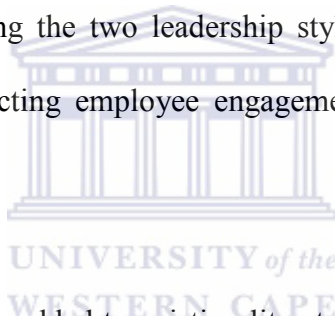 ng the two leadership sty
cting employee engageme
UNIVERSITY of the
WESTERN CAPE